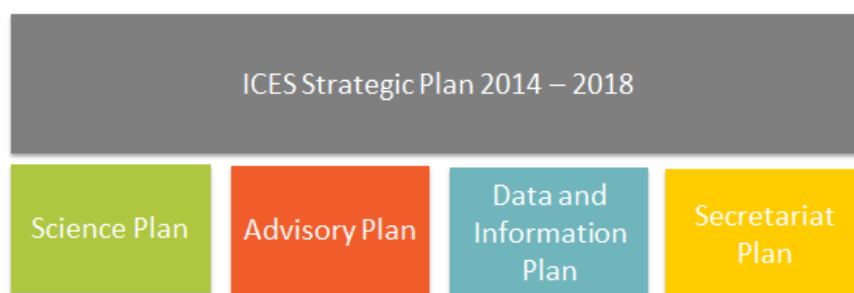 ICES Strategic Plan 2014 – 2018
Science Plan
Advisory Plan
Data and
Information
Plan
Secretariat
Plan